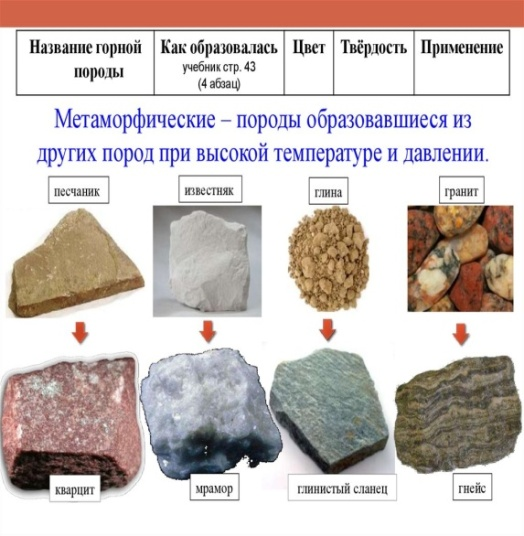 Название горной породы
Как образовалась
учебник стр. 43
(4 абзац)
Цвет
Твёрдость
Применение
Метаморфические – породы образовавшиеся из
других пород при высокой температуре и давлении.
песчаник
известняк
глина
гранит
кварцит
мрамор
глинистый сланец
гнейс